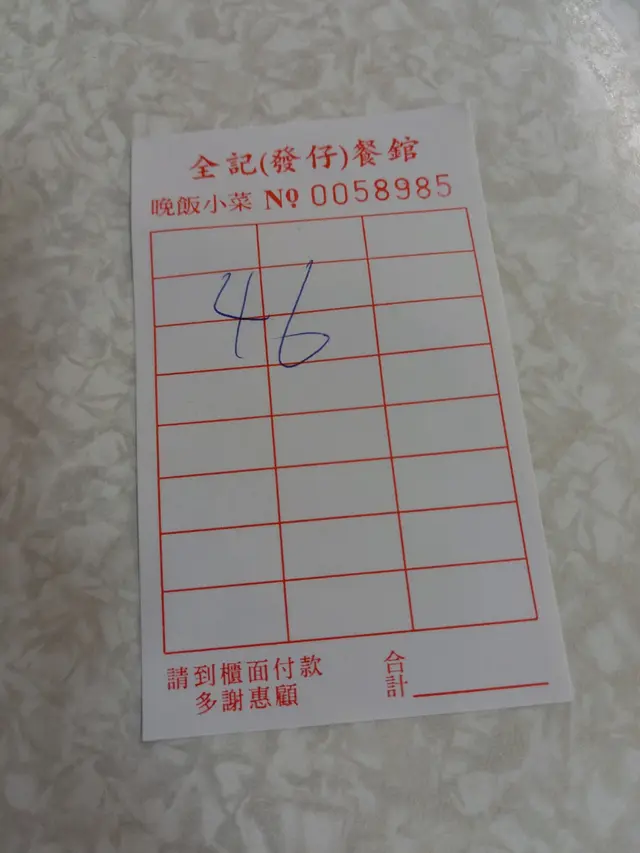 全記(發仔)餐館
晚飯小菜 Nº 0058985
46
請到櫃面付款
多謝惠顧
合計